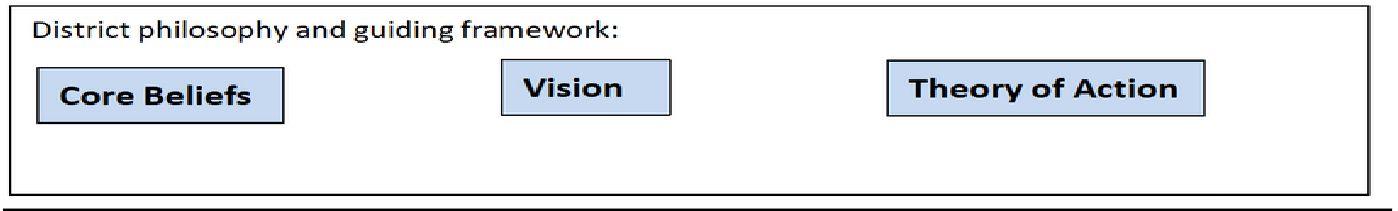 District philosophy and guiding framework:
Core Beliefs
Vision
Theory of Action